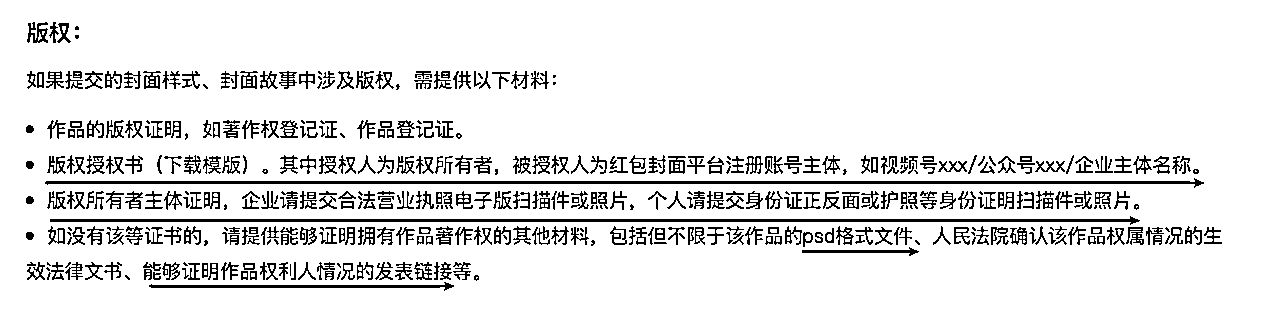 版权：
如果提交的封面样式、封面故事中涉及版权，需提供以下材料：
• 作品的版权证明，如著作权登记证、作品登记证。
• 版权授权书（下载模版）。其中授权人为版权所有者，被授权人为红包封面平台注册账号主体，如视频号xxx/公众号xxx/企业主体名称。
• 版权所有者主体证明，企业请提交合法营业执照电子版扫描件或照片，个人请提交身份证正反面或护照等身份证明扫描件或照片。
• 如没有该等证书的，请提供能够证明拥有作品著作权的其他材料，包括但不限于该作品的psd格式文件、人民法院确认该作品权属情况的生
效法律文书、能够证明作品权利人情况的发表链接等。